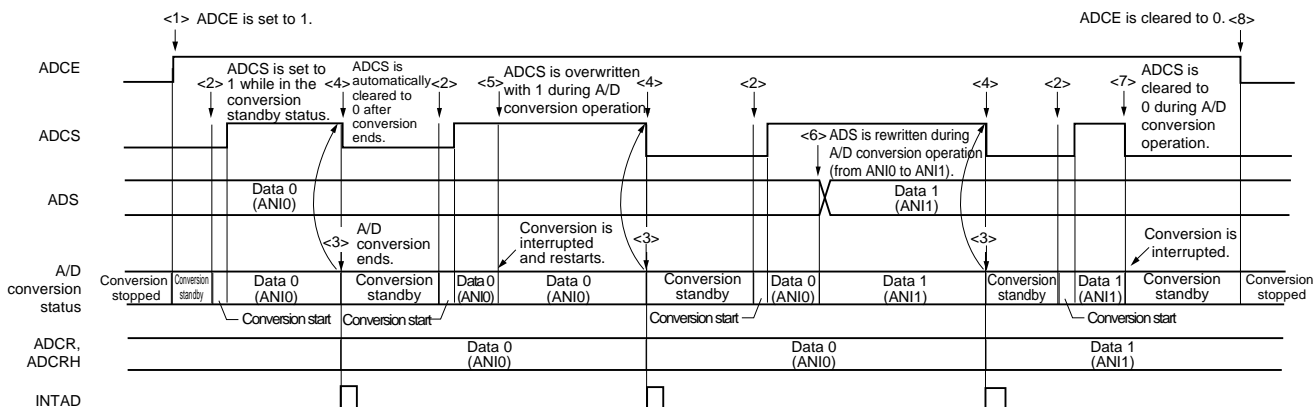 <1> ADCE is set to 1.
ADCE is cleared to 0. <8>
ADCE
<2>
ADCS is set to
1 while in the
conversion
standby status.
<4>
ADCS is
automatically
cleared to
0 after
conversion
ends.
<2>
<5>
ADCS is overwritten
with 1 during A/D
conversion operation.
<4>
<2>
<4>
<2>
<7>
ADCS is
cleared to
0 during A/D
conversion
operation.
ADCS
<6> ADS is rewritten during
A/D conversion operation
(from ANI0 to ANI1).
ADS
Data 0
(ANI0)
Data 1
(ANI1)
<3>
A/D
conversion
ends.
Conversion is
interrupted
and restarts.
<3>
<3>
Conversion is
interrupted.
A/D
conversion
status
Conversion
stopped
Conversion
standby
Data 0
(ANI0)
Conversion
standby
Data 0
(ANI0)
Data 0
(ANI0)
Conversion
standby
Data 0
(ANI0)
Data 1
(ANI1)
Conversion
standby
Data 1
(ANI1)
Conversion
standby
Conversion
stopped
Conversion start
Conversion start
Conversion start
Conversion start
ADCR,
ADCRH
Data 0
(ANI0)
Data 0
(ANI0)
Data 1
(ANI1)
INTAD